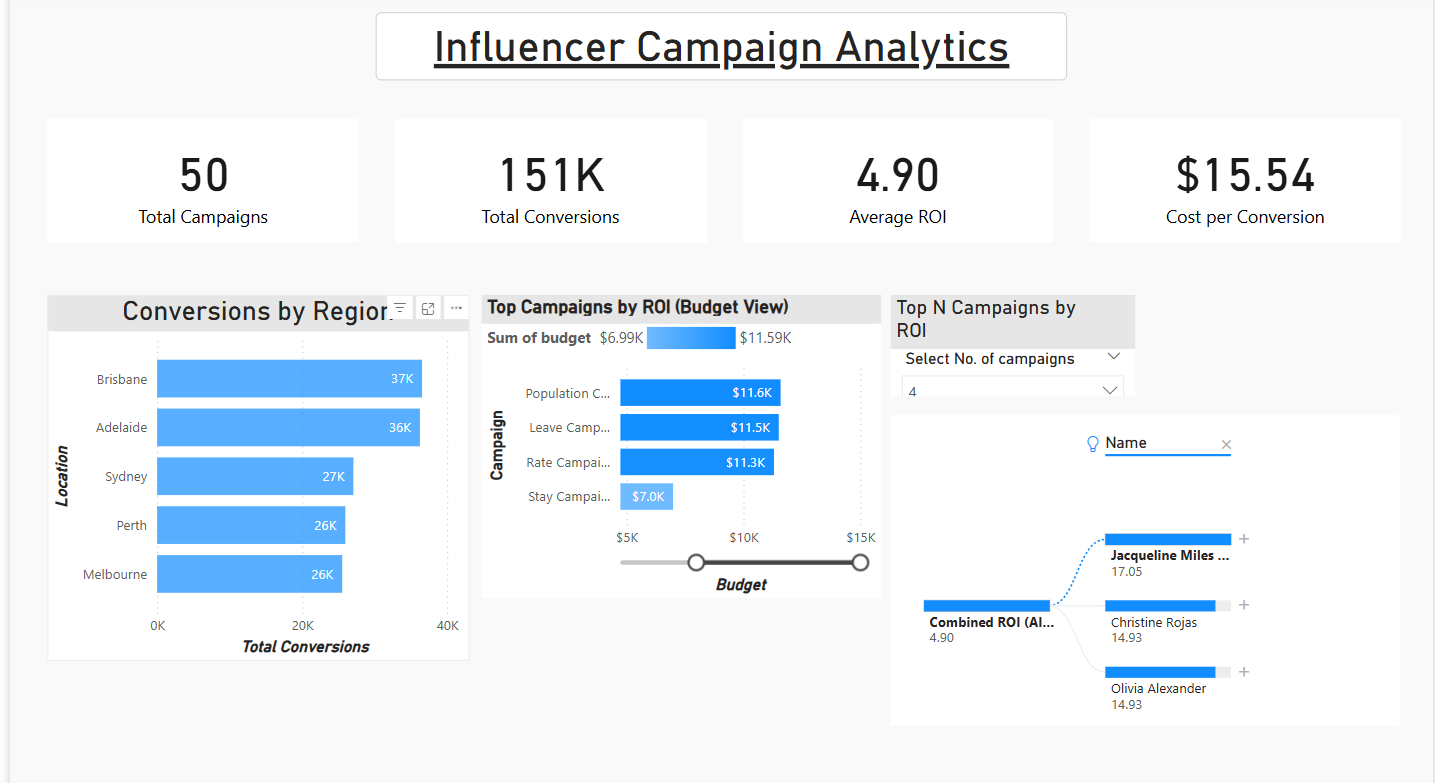 Influencer Campaign Analytics
50
Total Campaigns
151K
Total Conversions
4.90
Average ROI
$15.54
Cost per Conversion
Conversions by Region
Location
Brisbane
37K
Adelaide
36K
Sydney
27K
Perth
26K
Melbourne
26K
0K
20K
40K
Total Conversions
Top Campaigns by ROI (Budget View)
Sum of budget $6.99K $11.59K
Campaign
Population C...
$11.6K
Leave Camp...
$11.5K
Rate Campai...
$11.3K
Stay Campai...
$7.0K
$5K
$10K
$15K
Budget
Top N Campaigns by
ROI
Select No. of campaigns
4
Name
Combined ROI (Al...
4.90
Jacqueline Miles ...
17.05
Christine Rojas
14.93
Olivia Alexander
14.93